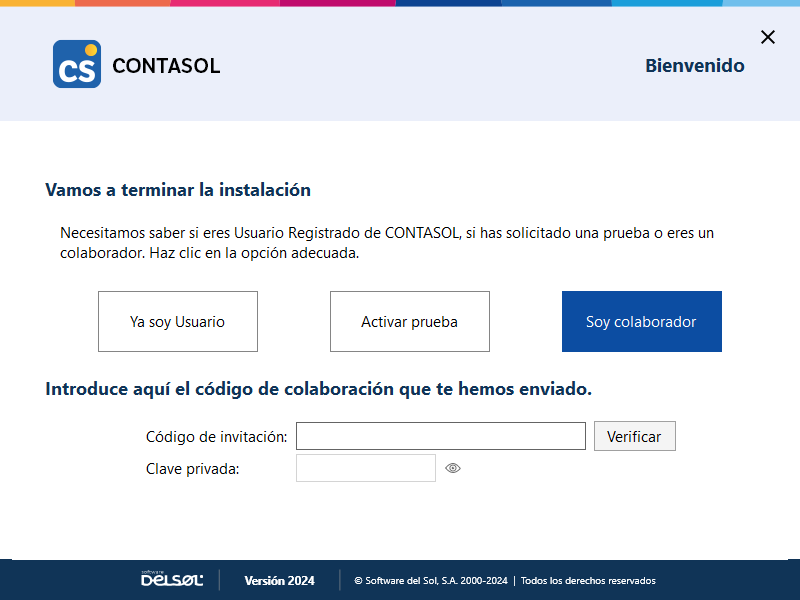 CS CONTASOL
Bienvenido
Vamos a terminar la instalación
Necesitamos saber si eres Usuario Registrado de CONTASOL, si has solicitado una prueba o eres un
colaborador. Haz clic en la opción adecuada.
Ya soy Usuario
Activar prueba
Soy colaborador
Introduce aquí el código de colaboración que te hemos enviado.
Código de invitación:
Verificar
Clave privada:
software
DELSOL
Versión 2024
© Software del Sol, S.A. 2000-2024 | Todos los derechos reservados